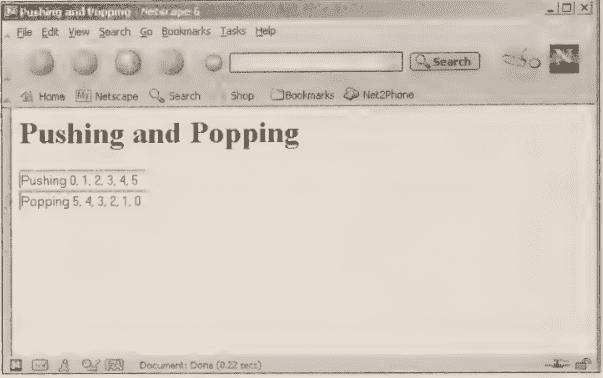 Pushing and Popping - Netscape 6
File Edit View Search Go Bookmarks Tasks Help
Search
N
Home My Netscape Search Shop Bookmarks Net2Phone
Pushing and Popping
Pushing 0, 1, 2, 3, 4, 5
Popping 5, 4, 3, 2, 1, 0
Document: Done (0.22 secs)